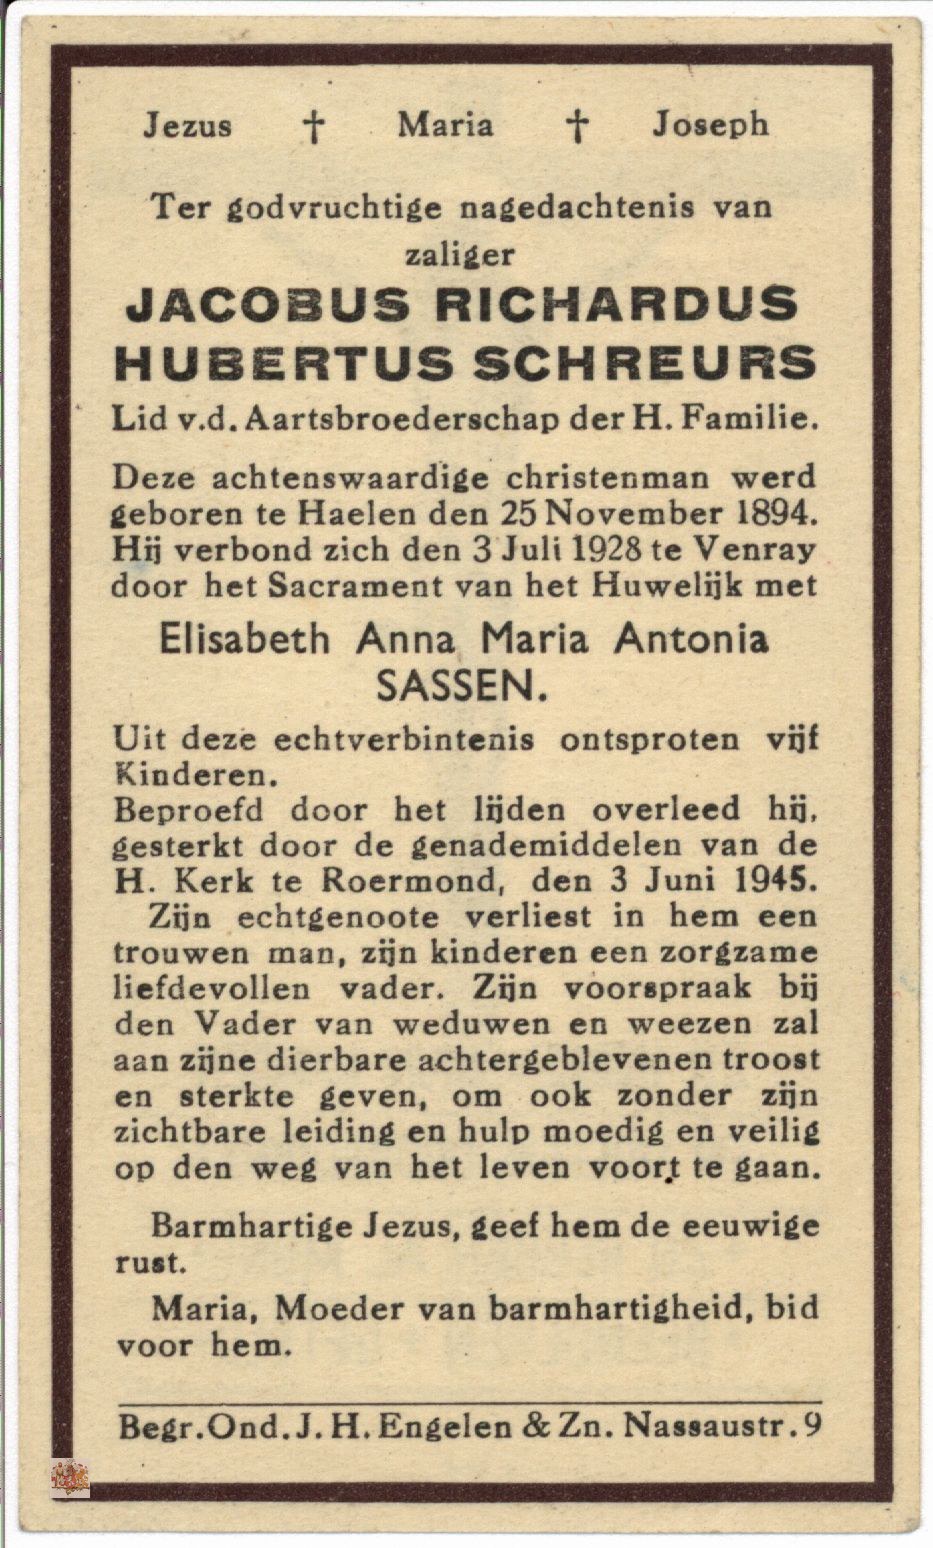 Jezus † Maria † Joseph
Ter godvruchtige nagedachtenis van
zaliger
JACOBUS RICHARDUS
HUBERTUS SCHREURS
Lid v.d. Aartsbroederschap der H. Familie.
Deze achtenswaardige christenman werd
geboren te Haelen den 25 November 1894.
Hij verbond zich den 3 Juli 1928 te Venray
door het Sacrament van het Huwelijk met
Elisabeth Anna Maria Antonia
SASSEN.
Uit deze echtverbintenis ontsproten vijf
Kinderen.
Beproefd door het lijden overleed hij,
gesterkt door de genademiddelen van de
H. Kerk te Roermond, den 3 Juni 1945.
Zijn echtgenoote verliest in hem een
trouwen man, zijn kinderen een zorgzame
liefdevollen vader. Zijn voorspraak bij
den Vader van weduwen en weezen zal
aan zijne dierbare achtergeblevenen troost
en sterkte geven, om ook zonder zijn
zichtbare leiding en hulp moedig en veilig
op den weg van het leven voort te gaan.
Barmhartige Jezus, geef hem de eeuwige
rust.
Maria, Moeder van barmhartigheid, bid
voor hem.
Begr.Ond. J. H. Engelen & Zn. Nassaustr. 9